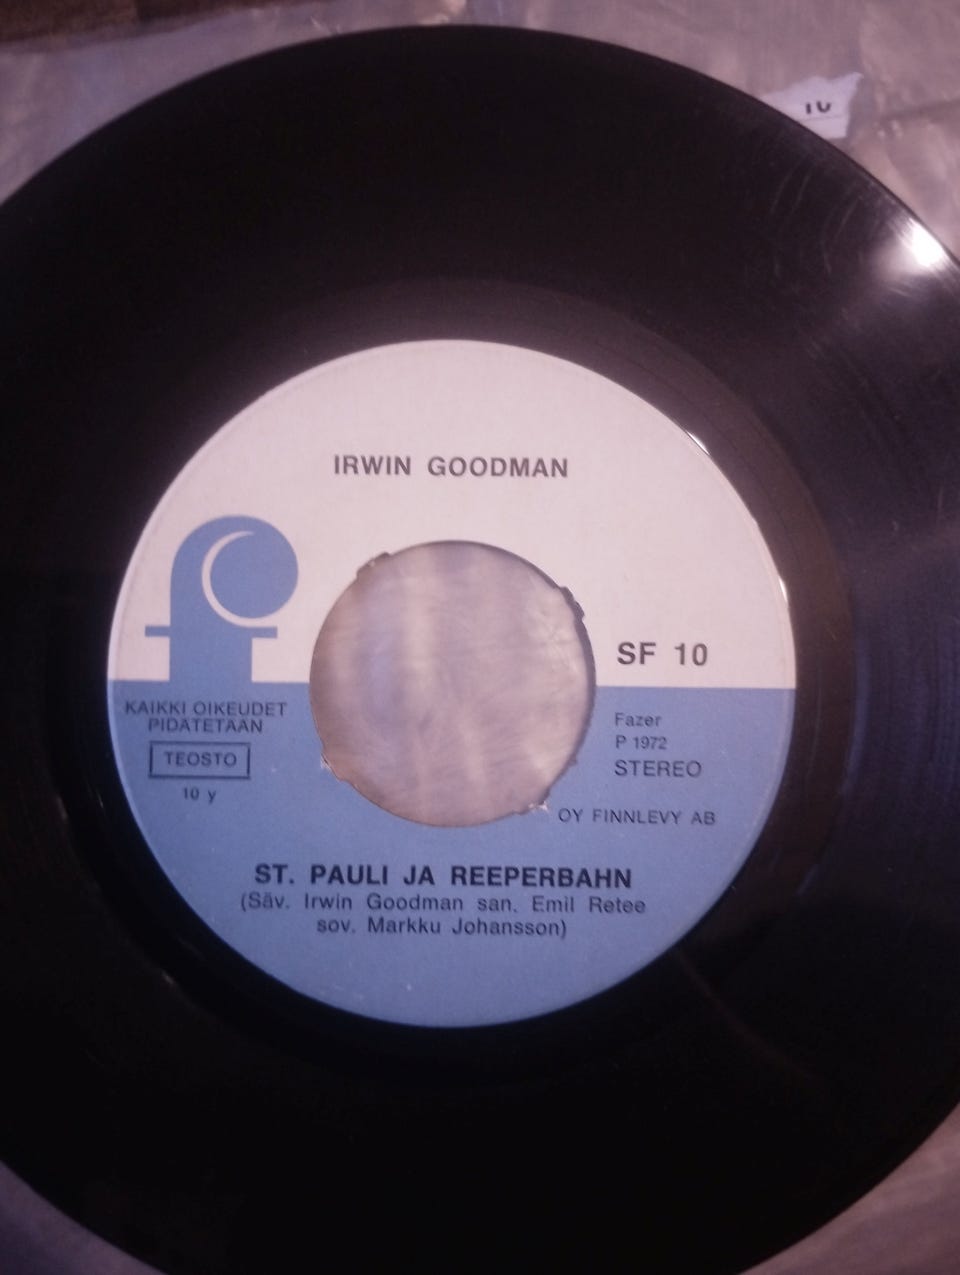 IRWIN GOODMAN
SF 10
KAIKKI OIKEUDET
PIDÄTETÄÄN
TEOSTO
10 y
Fazer
P 1972
STEREO
OY FINNLEVY AB
ST. PAULI JA REEPERBAHN
(Säv. Irwin Goodman san. Emil Retee
sov. Markku Johansson)